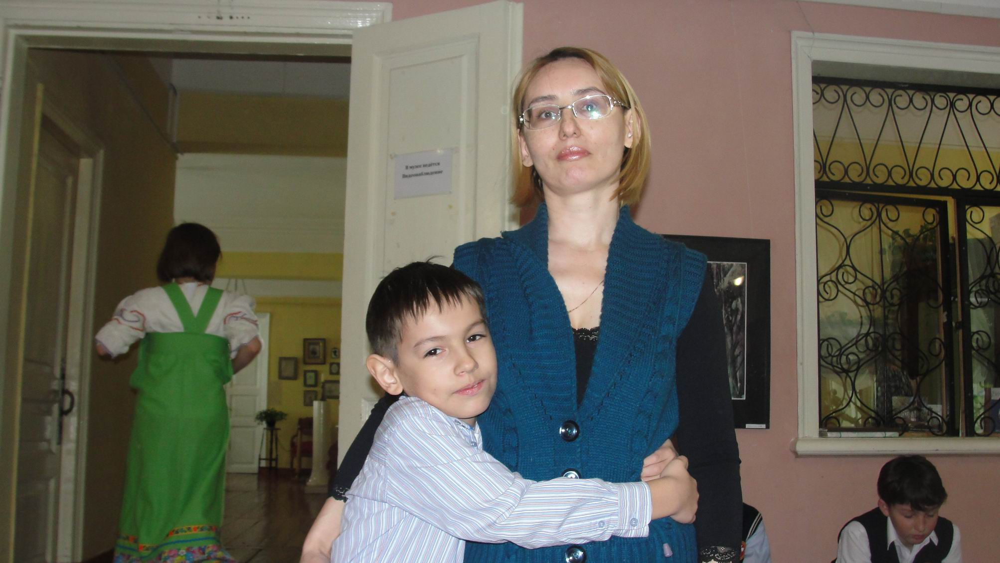 В музее ведётся
Видеонаблюдение